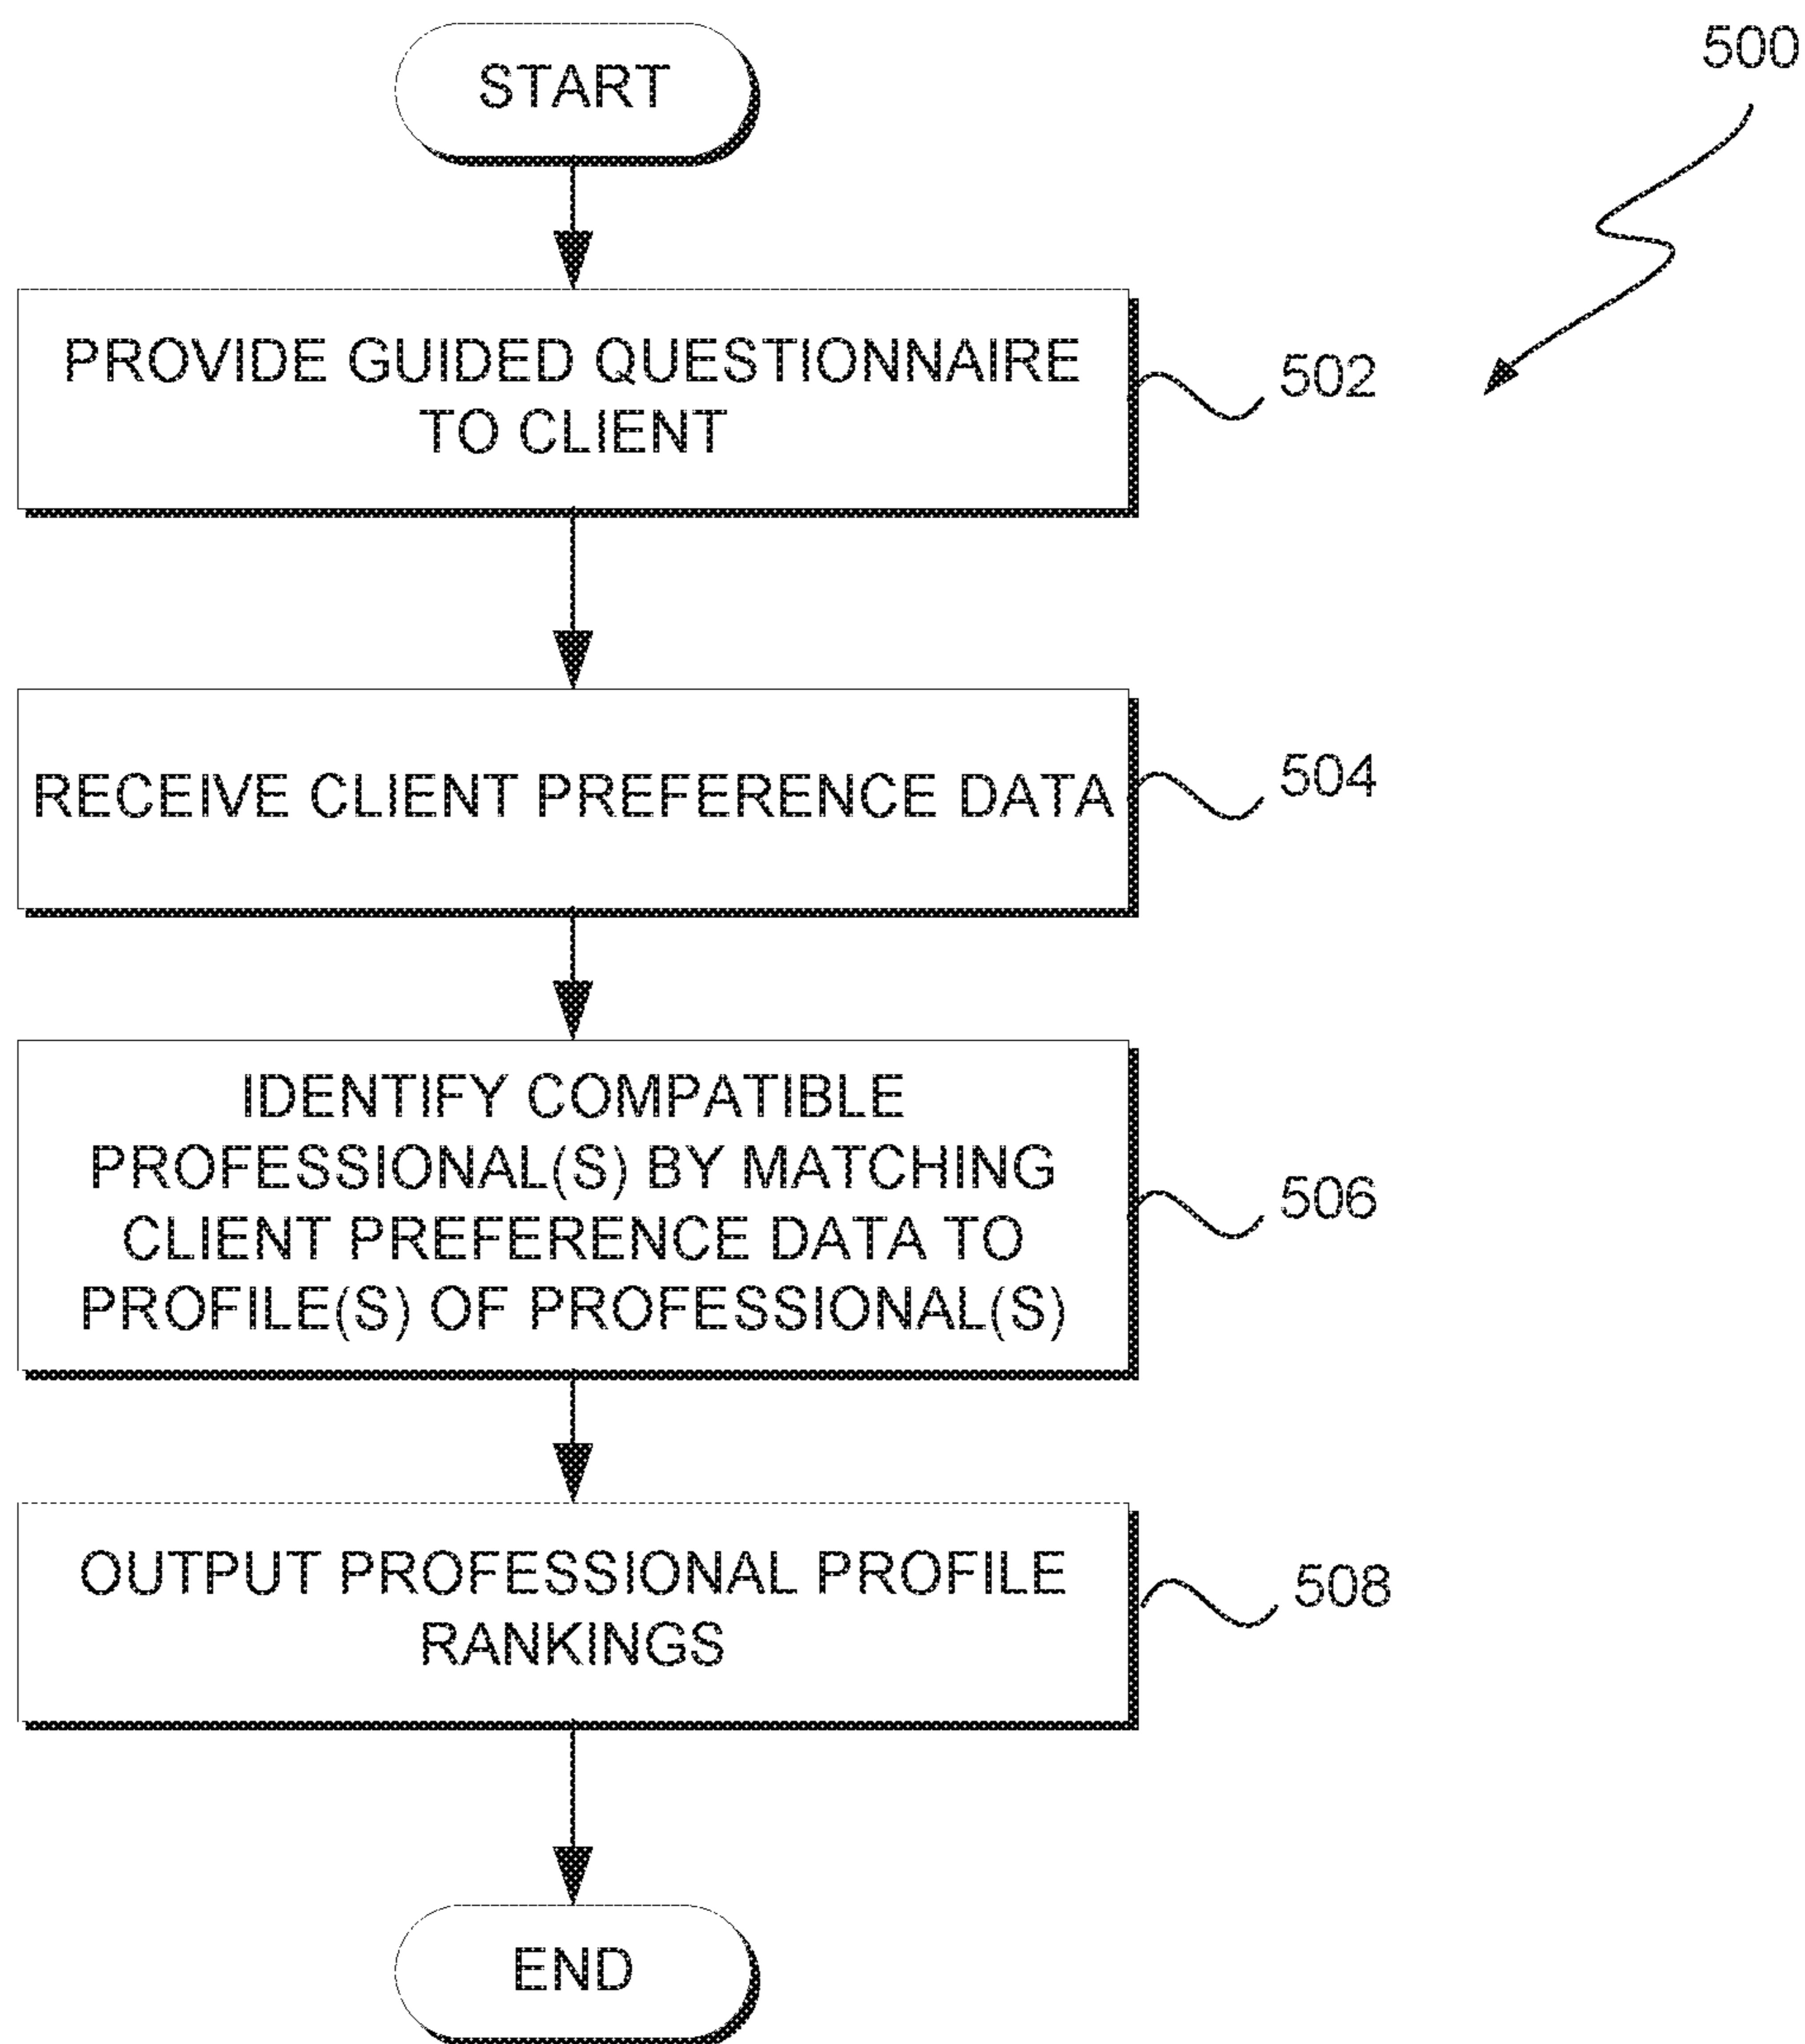 START
500
PROVIDE GUIDED QUESTIONNAIRE
TO CLIENT
502
RECEIVE CLIENT PREFERENCE DATA
504
IDENTIFY COMPATIBLE
PROFESSIONAL(S) BY MATCHING
CLIENT PREFERENCE DATA TO
PROFILE(S) OF PROFESSIONAL(S)
506
OUTPUT PROFESSIONAL PROFILE
RANKINGS
508
END